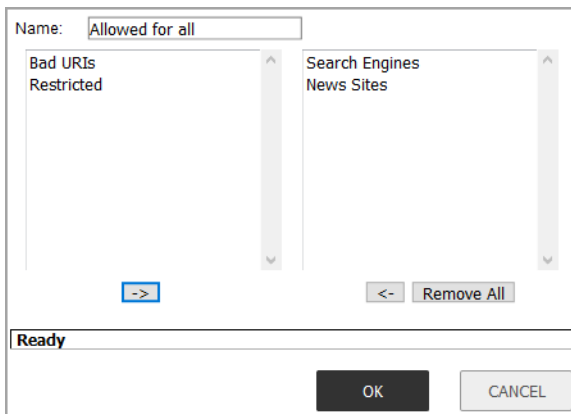 Name: Allowed for all
Bad URIs
Restricted
Search Engines
News Sites
->
<- Remove All
Ready
OK CANCEL